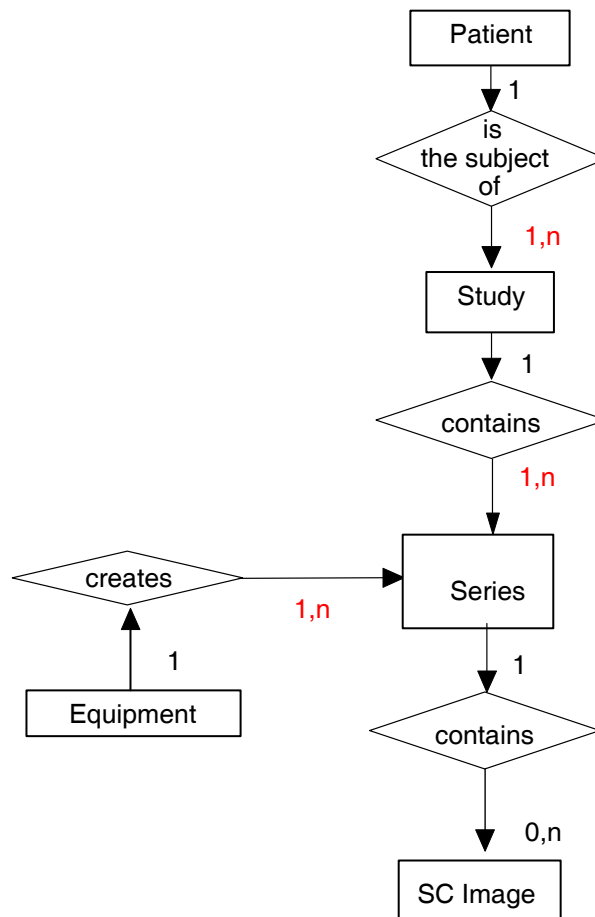 Patient
1
is
the subject
of
1,n
Study
1
contains
1,n
Series
creates
1,n
1
Equipment
1
contains
0,n
SC Image